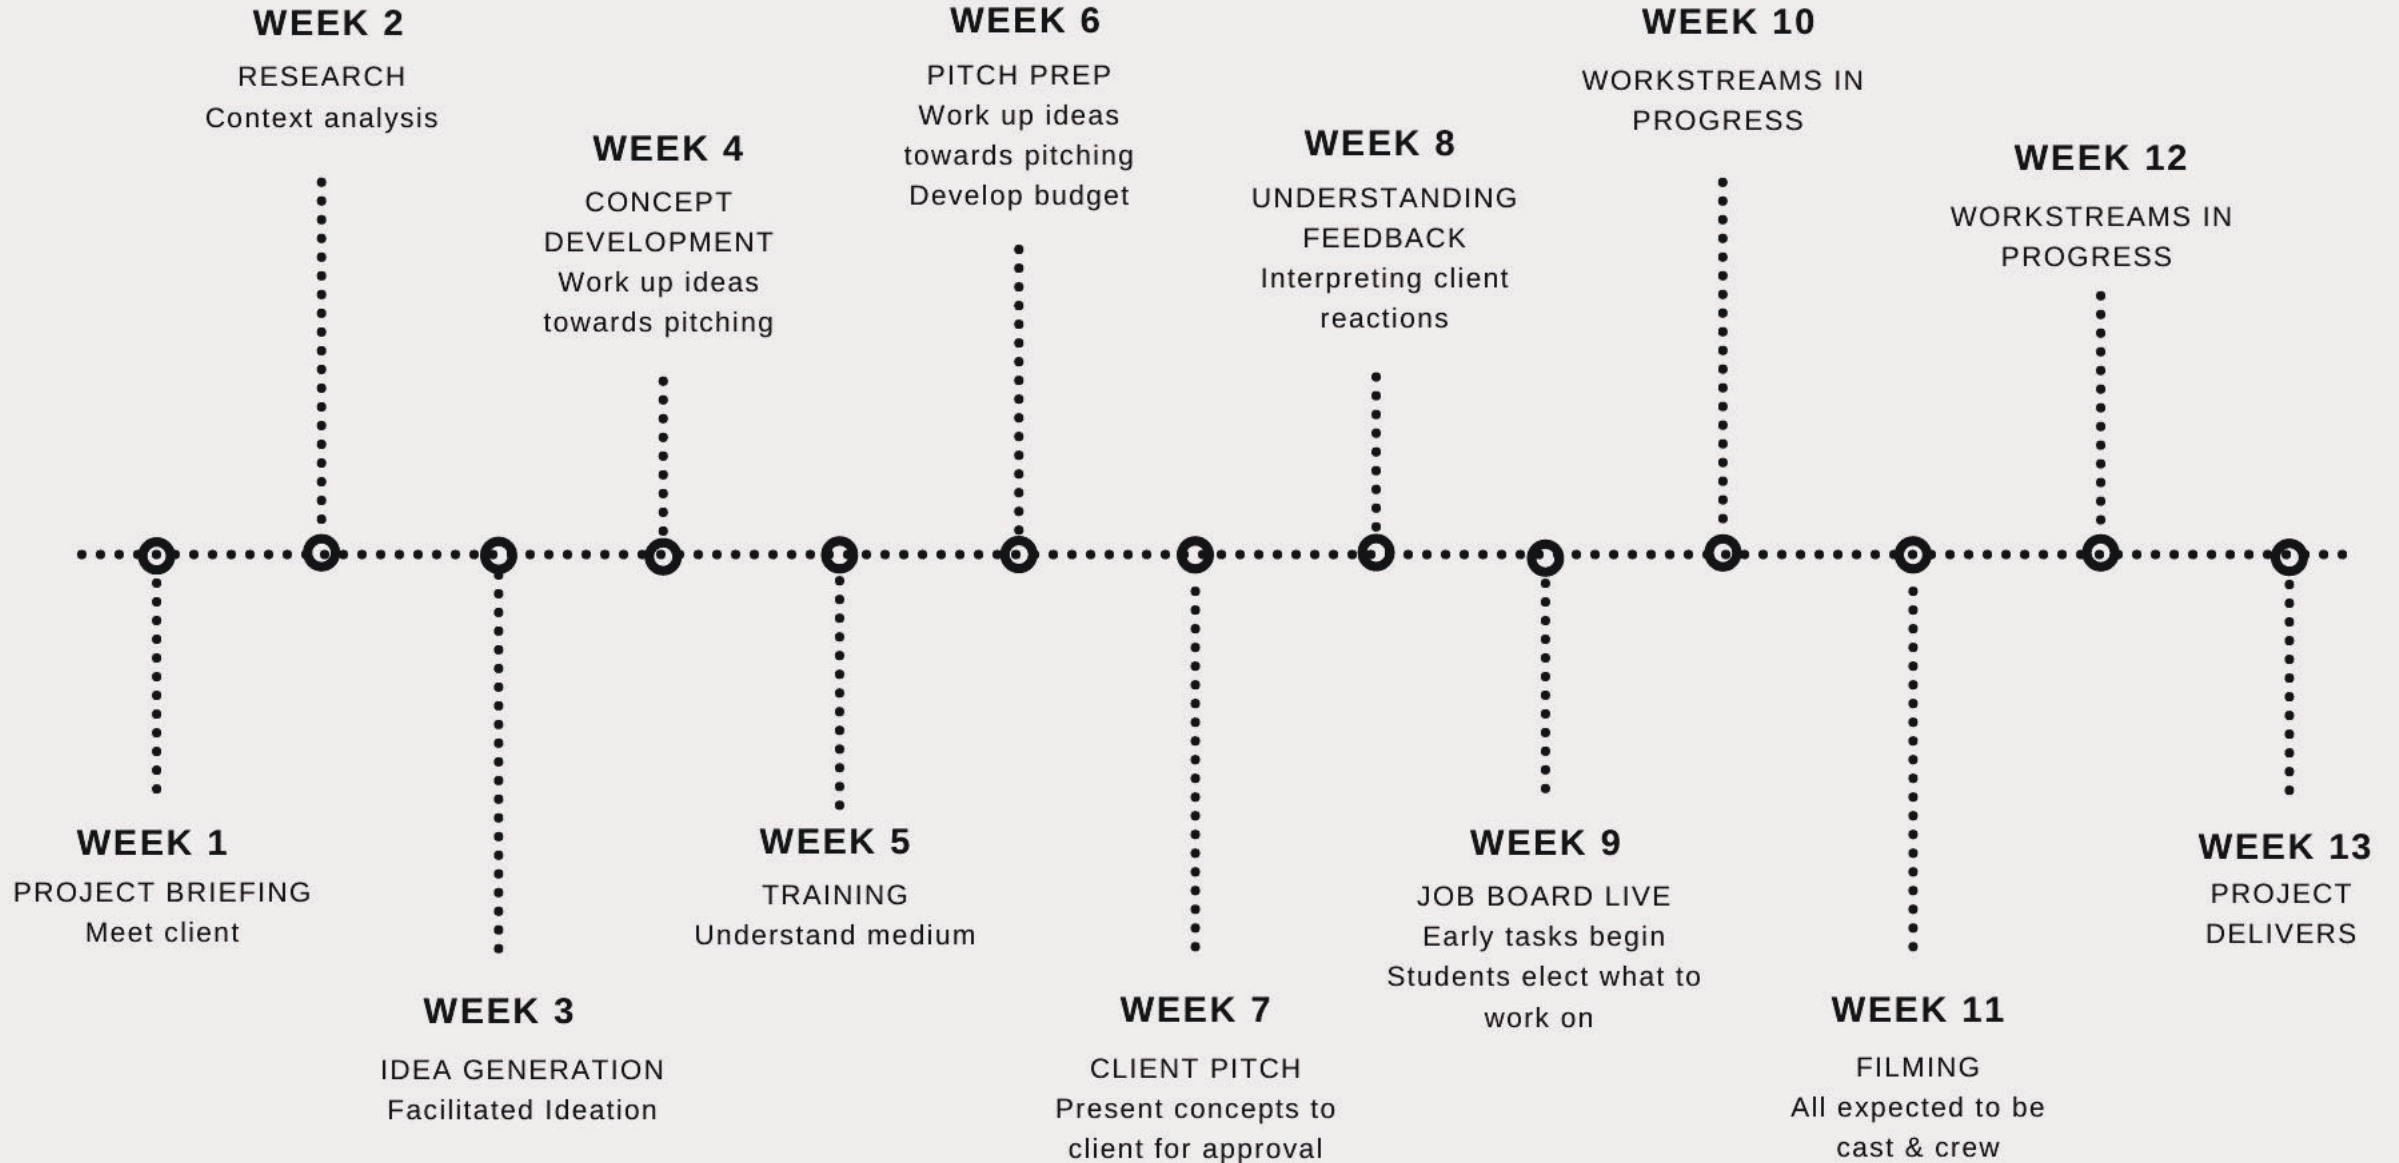 WEEK 1
PROJECT BRIEFING
Meet client
WEEK 2
RESEARCH
Context analysis
WEEK 3
IDEA GENERATION
Facilitated Ideation
WEEK 4
CONCEPT
DEVELOPMENT
Work up ideas
towards pitching
WEEK 5
TRAINING
Understand medium
WEEK 6
PITCH PREP
Work up ideas
towards pitching
Develop budget
WEEK 7
CLIENT PITCH
Present concepts to
client for approval
WEEK 8
UNDERSTANDING
FEEDBACK
Interpreting client
reactions
WEEK 9
JOB BOARD LIVE
Early tasks begin
Students elect what to
work on
WEEK 10
WORKSTREAMS IN
PROGRESS
WEEK 11
FILMING
All expected to be
cast & crew
WEEK 12
WORKSTREAMS IN
PROGRESS
WEEK 13
PROJECT
DELIVERS